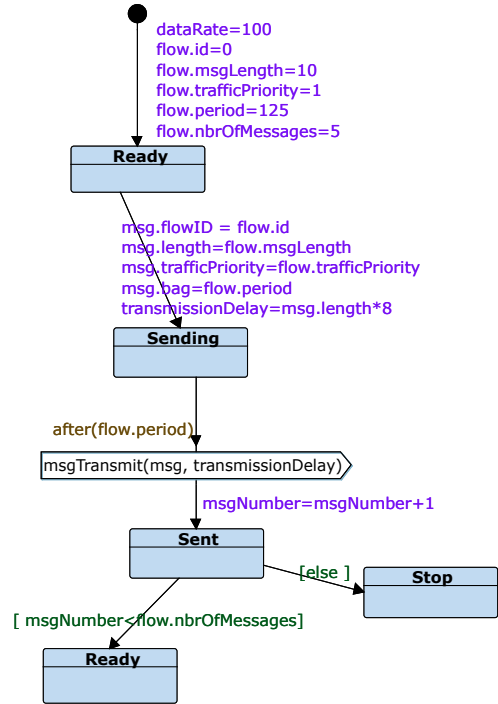 dataRate=100
flow.id=0
flow.msgLength=10
flow.trafficPriority=1
flow.period=125
flow.nbrOfMessages=5
Ready
msg.flowID = flow.id
msg.length=flow.msgLength
msg.trafficPriority=flow.trafficPriority
msg.bag=flow.period
transmissionDelay=msg.length*8
Sending
after(flow.period)
msgTransmit(msg, transmissionDelay)
msgNumber=msgNumber+1
Sent
[else ]
Stop
[ msgNumber<flow.nbrOfMessages]
Ready